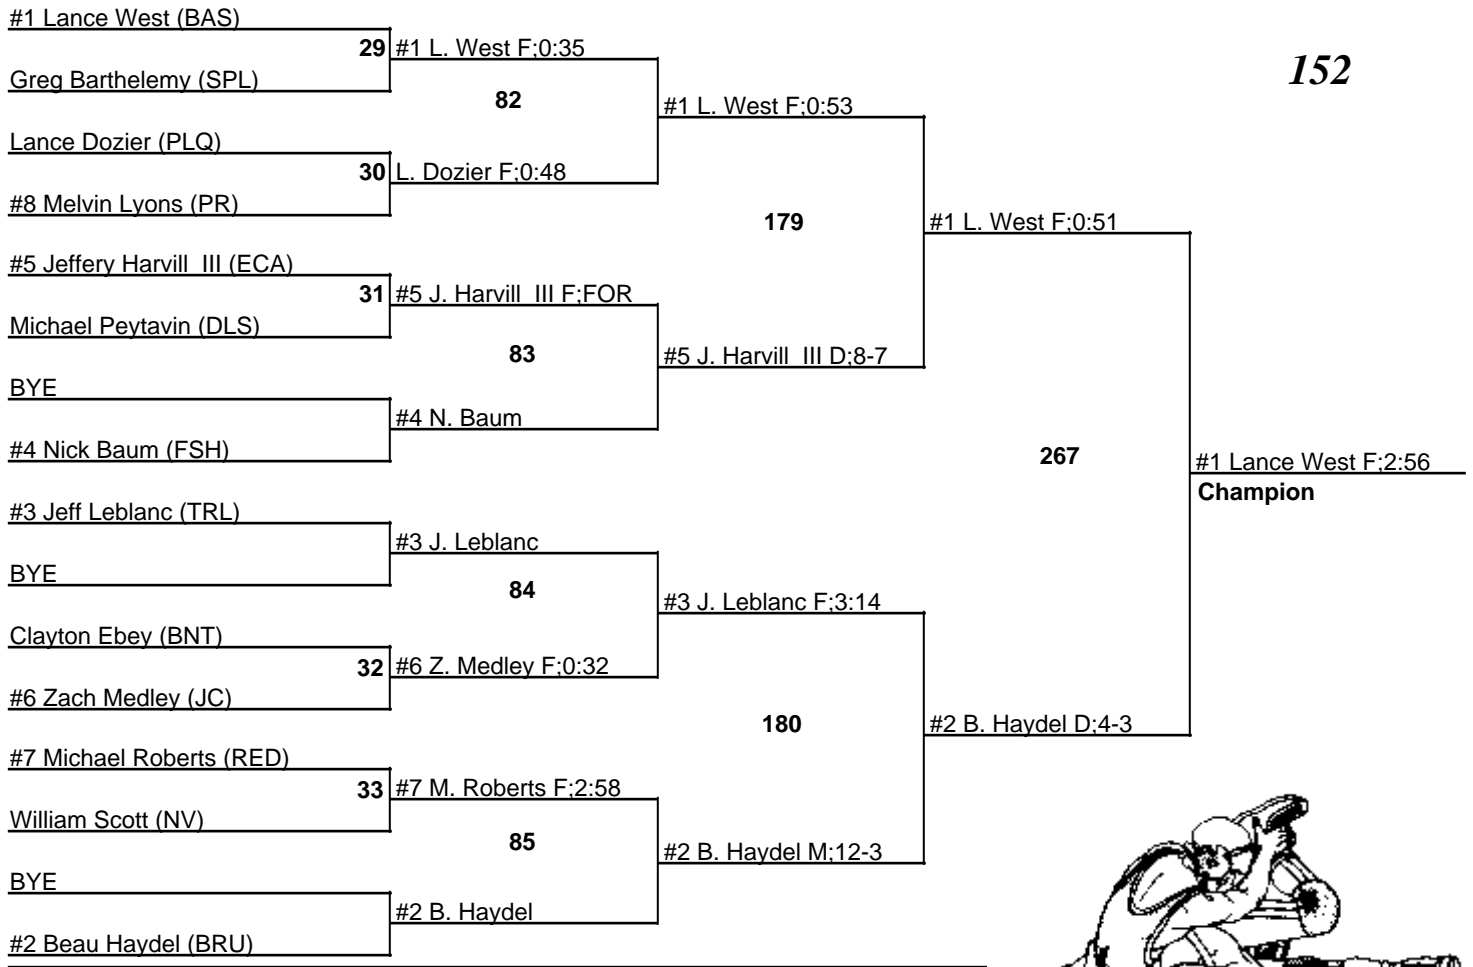 #1 Lance West (BAS)
29 #1 L. West F;0:35
152
Greg Barthelemy (SPL)
82
#1 L. West F;0:53
Lance Dozier (PLQ)
30 L. Dozier F;0:48
#8 Melvin Lyons (PR)
179
#1 L. West F;0:51
#5 Jeffery Harvill III (ECA)
31 #5 J. Harvill III F;FOR
Michael Peytavin (DLS)
83
#5 J. Harvill III D;8-7
BYE
#4 N. Baum
#4 Nick Baum (FSH)
267
#1 Lance West F;2:56
Champion
#3 Jeff Leblanc (TRL)
#3 J. Leblanc
BYE
84
#3 J. Leblanc F;3:14
Clayton Ebey (BNT)
32 #6 Z. Medley F;0:32
#6 Zach Medley (JC)
180
#2 B. Haydel D;4-3
#7 Michael Roberts (RED)
33 #7 M. Roberts F;2:58
William Scott (NV)
85
#2 B. Haydel M;12-3
BYE
#2 B. Haydel
#2 Beau Haydel (BRU)